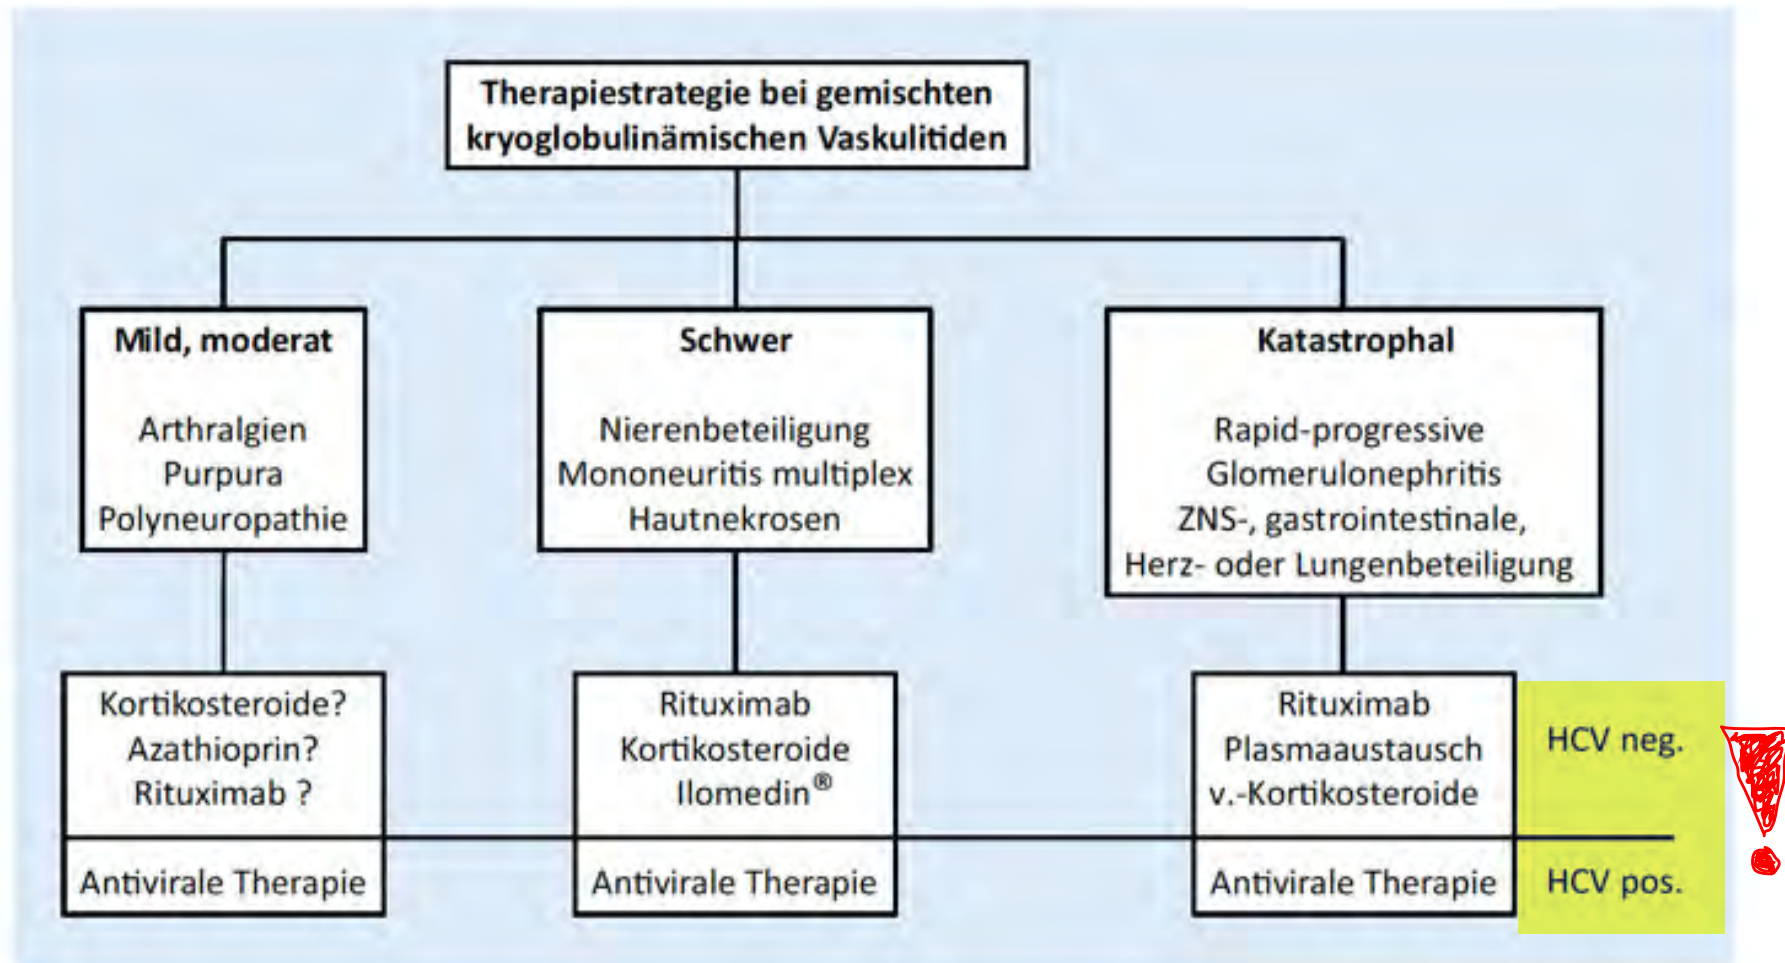 Therapiestrategie bei gemischten
kryoglobulinämischen Vaskulitiden
Mild, moderat
Arthralgien
Purpura
Polyneuropathie
Schwer
Nierenbeteiligung
Mononeuritis multiplex
Hautnekrosen
Katastrophal
Rapid-progressive
Glomerulonephritis
ZNS-, gastrointestinale,
Herz- oder Lungenbeteiligung
Kortikosteroide?
Azathioprin?
Rituximab ?
Antivirale Therapie
Rituximab
Kortikosteroide
Ilomedin®
Antivirale Therapie
Rituximab
Plasmaaustausch
v.-Kortikosteroide
Antivirale Therapie
HCV neg.
HCV pos.
!